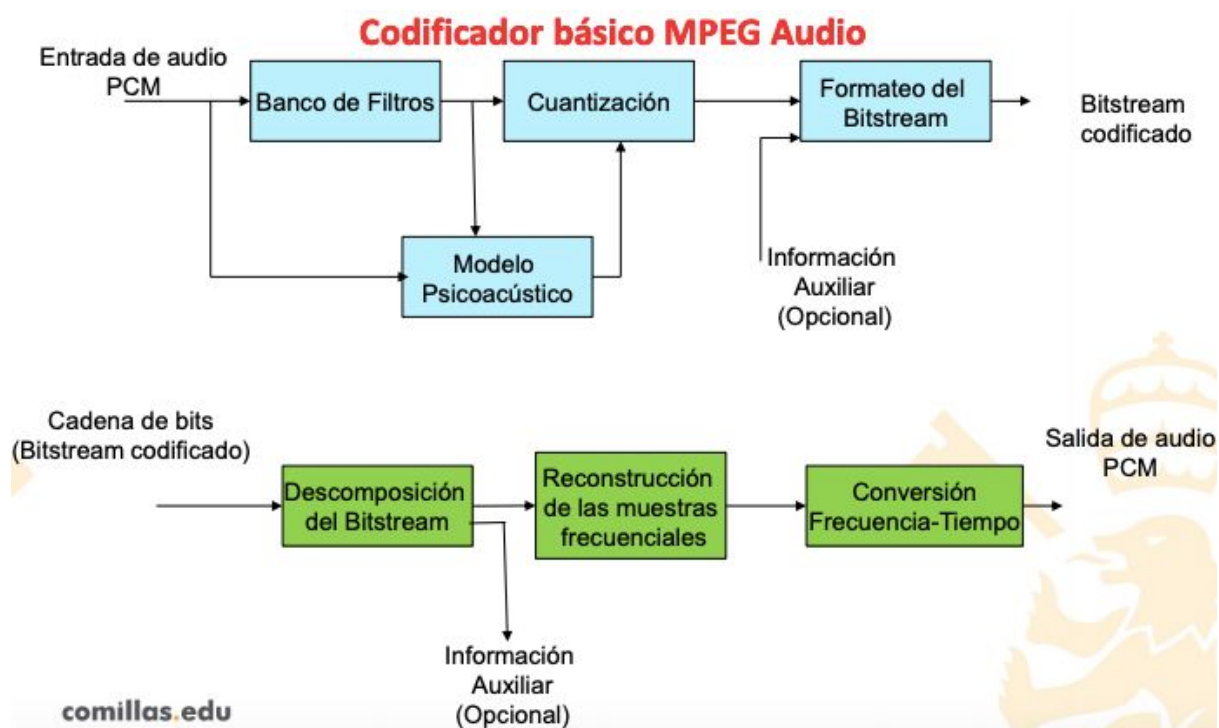 Codificador básico MPEG Audio
Entrada de audio
PCM
Banco de Filtros
Cuantización
Formateo del
Bitstream
Bitstream
codificado
Modelo
Psicoacústico
Información
Auxiliar
(Opcional)
Cadena de bits
(Bitstream codificado)
Descomposición
del Bitstream
Reconstrucción
de las muestras
frecuenciales
Conversión
Frecuencia-Tiempo
Salida de audio
PCM
Información
Auxiliar
(Opcional)
comillas.edu